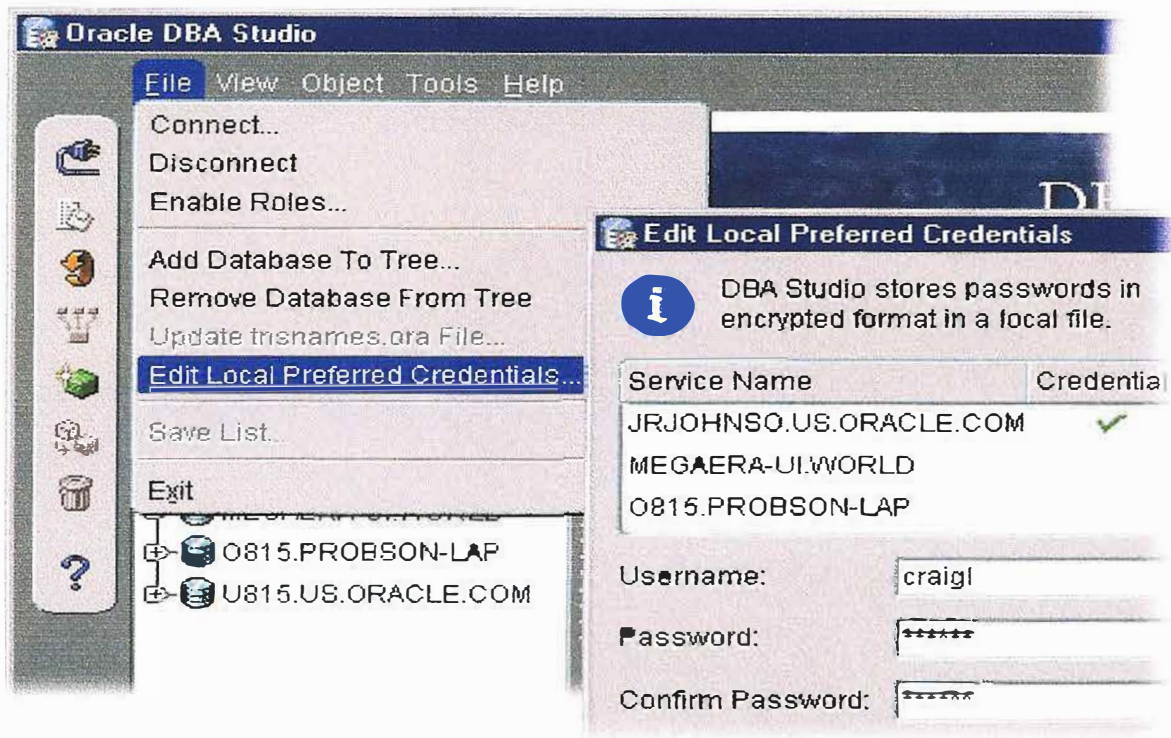 Oracle DBA Studio
File View Object Tools Help
Connect...
Disconnect
Enable Roles...
Add Database To Tree...
Remove Database From Tree
Update tnsnames.ora File...
Edit Local Preferred Credentials...
Save List...
Exit
O815.PROBSON-LAP
U815.US.ORACLE.COM
?
Edit Local Preferred Credentials
i
DBA Studio stores passwords in
encrypted format in a local file.
Service Name Credentia
JRJOHNSO.US.ORACLE.COM
MEGAERA-UI.WORLD
O815.PROBSON-LAP
Username: craigl
Password: ******
Confirm Password: ******